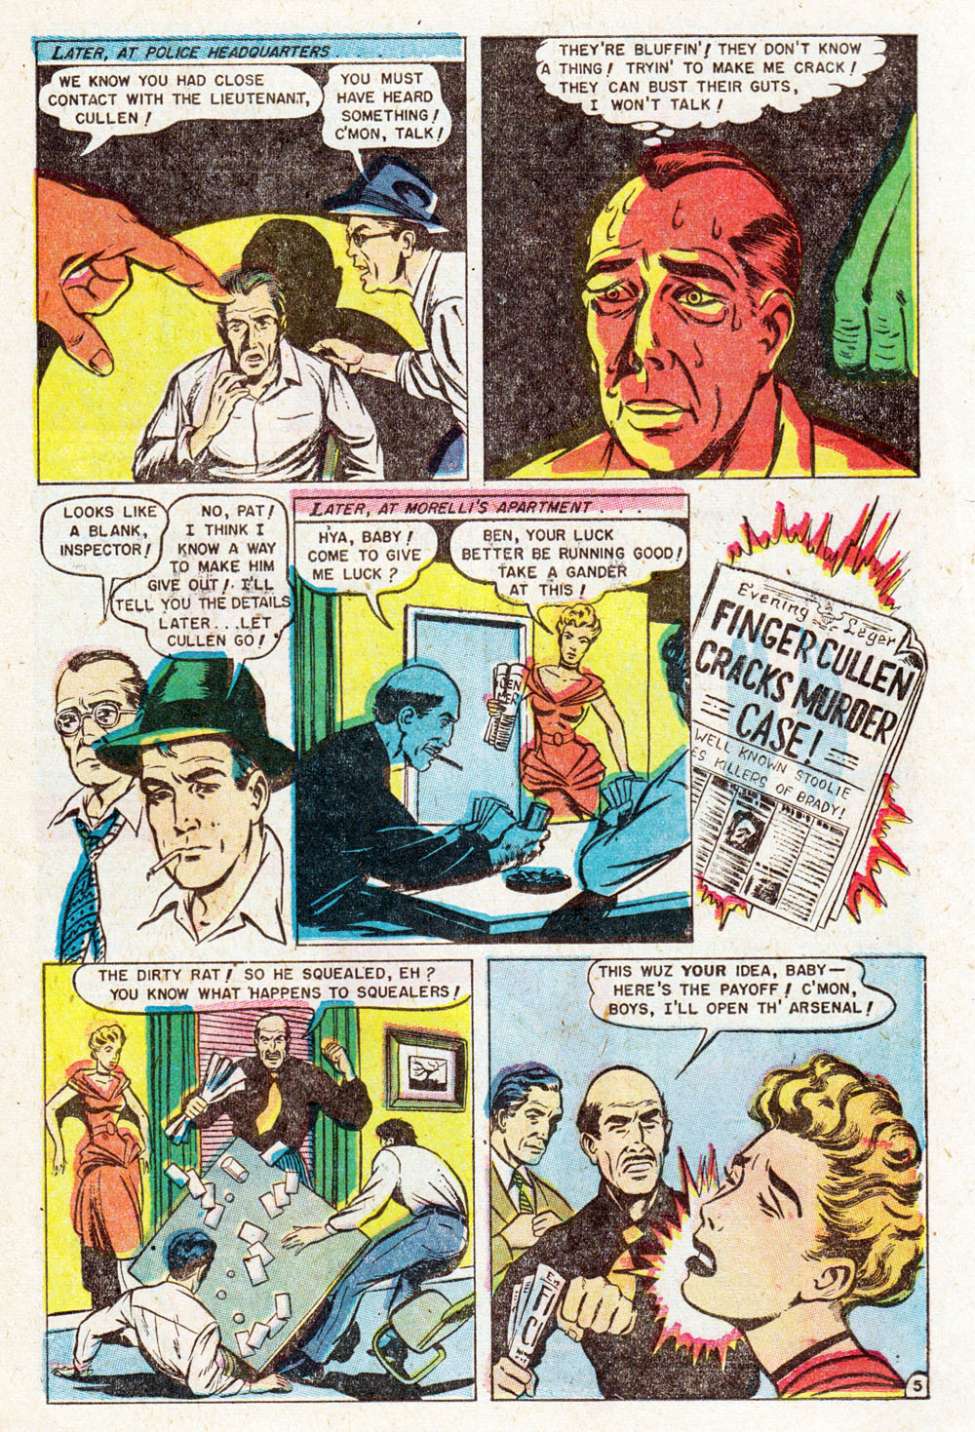 LATER, AT POLICE HEADQUARTERS . . . .
WE KNOW YOU HAD CLOSE
CONTACT WITH THE LIEUTENANT,
CULLEN!
YOU MUST
HAVE HEARD
SOMETHING!
C'MON, TALK!
THEY'RE BLUFFIN'! THEY DON'T KNOW
A THING! TRYIN' TO MAKE ME CRACK!
THEY CAN BUST THEIR GUTS,
I WON'T TALK!
LOOKS LIKE
A BLANK,
INSPECTOR!
NO, PAT!
I THINK I
KNOW A WAY
TO MAKE HIM
GIVE OUT! I'LL
TELL YOU THE DETAILS
LATER...LET
CULLEN GO!
LATER, AT MORELLI'S APARTMENT . . .
H'YA, BABY!
COME TO GIVE
ME LUCK?
BEN, YOUR LUCK
BETTER BE RUNNING GOOD!
TAKE A GANDER
AT THIS!
Evening Leger
FINGER CULLEN
CRACKS MURDER
CASE!
WELL KNOWN STOOLIE
ES KILLERS OF BRADY!
THE DIRTY RAT! SO HE SQUEALED, EH?
YOU KNOW WHAT HAPPENS TO SQUEALERS!
THIS WUZ YOUR IDEA, BABY—
HERE'S THE PAYOFF! C'MON,
BOYS, I'LL OPEN TH' ARSENAL!
5